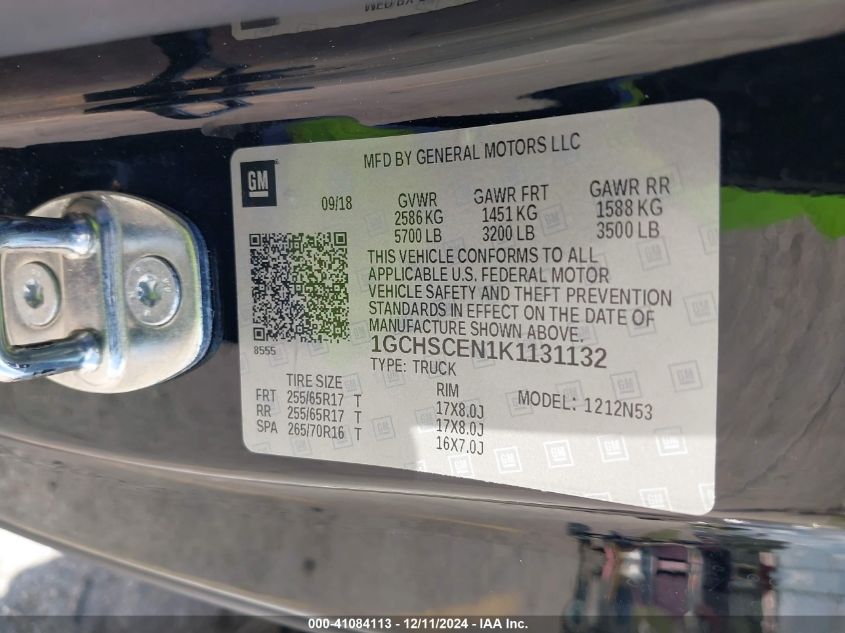 GM
MFD BY GENERAL MOTORS LLC
09/18
GVWR
2586 KG
5700 LB
GAWR FRT
1451 KG
3200 LB
GAWR RR
1588 KG
3500 LB
THIS VEHICLE CONFORMS TO ALL
APPLICABLE U.S. FEDERAL MOTOR
VEHICLE SAFETY AND THEFT PREVENTION
STANDARDS IN EFFECT ON THE DATE OF
MANUFACTURE SHOWN ABOVE.
8555
1GCHSCEN1K1131132
TYPE: TRUCK
TIRE SIZE
RIM
MODEL: 1212N53
FRT 255/65R17 T 17X8.0J
RR 255/65R17 T 17X8.0J
SPA 265/70R16 T 16X7.0J
000-41084113 - 12/11/2024 - IAA Inc.